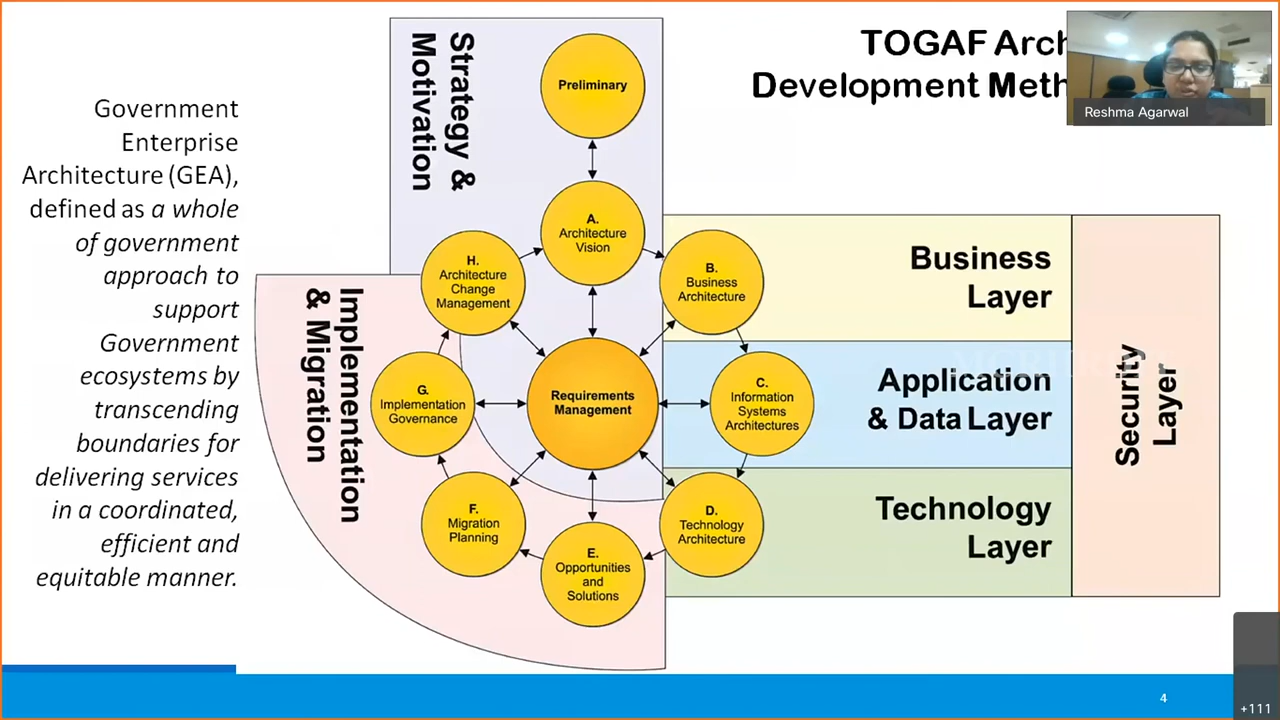 TOGAF Arch
Development Meth
Reshma Agarwal
Government
Enterprise
Architecture (GEA),
defined as a whole
of government
approach to
support
Government
ecosystems by
transcending
boundaries for
delivering services
in a coordinated,
efficient and
equitable manner.
Strategy &
Motivation
Preliminary
A.
Architecture
Vision
B.
Business
Architecture
C.
Information
Systems
Architectures
D.
Technology
Architecture
E.
Opportunities
and
Solutions
F.
Migration
Planning
G.
Implementation
Governance
H.
Architecture
Change
Management
Requirements
Management
Implementation
& Migration
Business
Layer
Application
& Data Layer
Technology
Layer
Security
Layer
4
+111